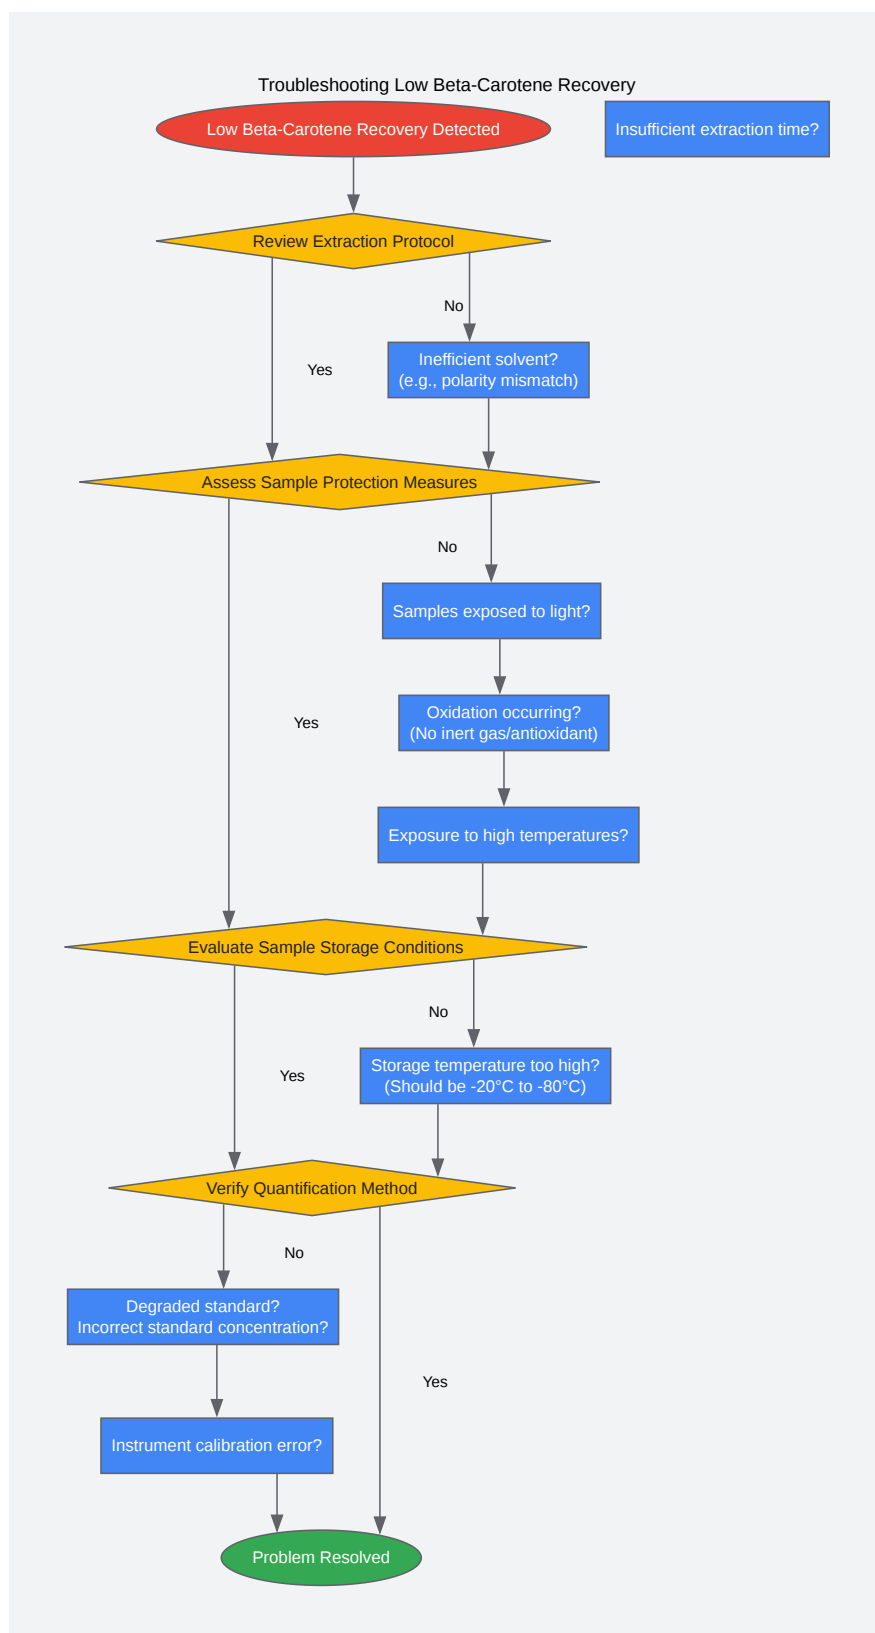 Troubleshooting Low Beta-Carotene Recovery
Low Beta-Carotene Recovery Detected
Insufficient extraction time?
Review Extraction Protocol
No
Inefficient solvent?
(e.g., polarity mismatch)
Yes
Assess Sample Protection Measures
No
Samples exposed to light?
Oxidation occurring?
(No inert gas/antioxidant)
Yes
Exposure to high temperatures?
Evaluate Sample Storage Conditions
No
Storage temperature too high?
(Should be -20°C to -80°C)
Yes
Verify Quantification Method
No
Degraded standard?
Incorrect standard concentration?
Yes
Instrument calibration error?
Problem Resolved